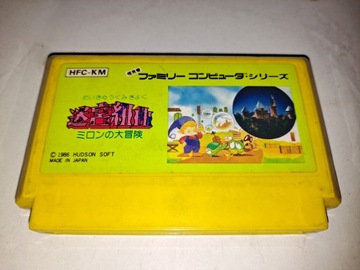 HFC-KM
ファミリー コンピュータ・シリーズ
めいきゅうくみきょく
迷宮組曲
ミロンの大冒険
© 1986 HUDSON SOFT
MADE IN JAPAN